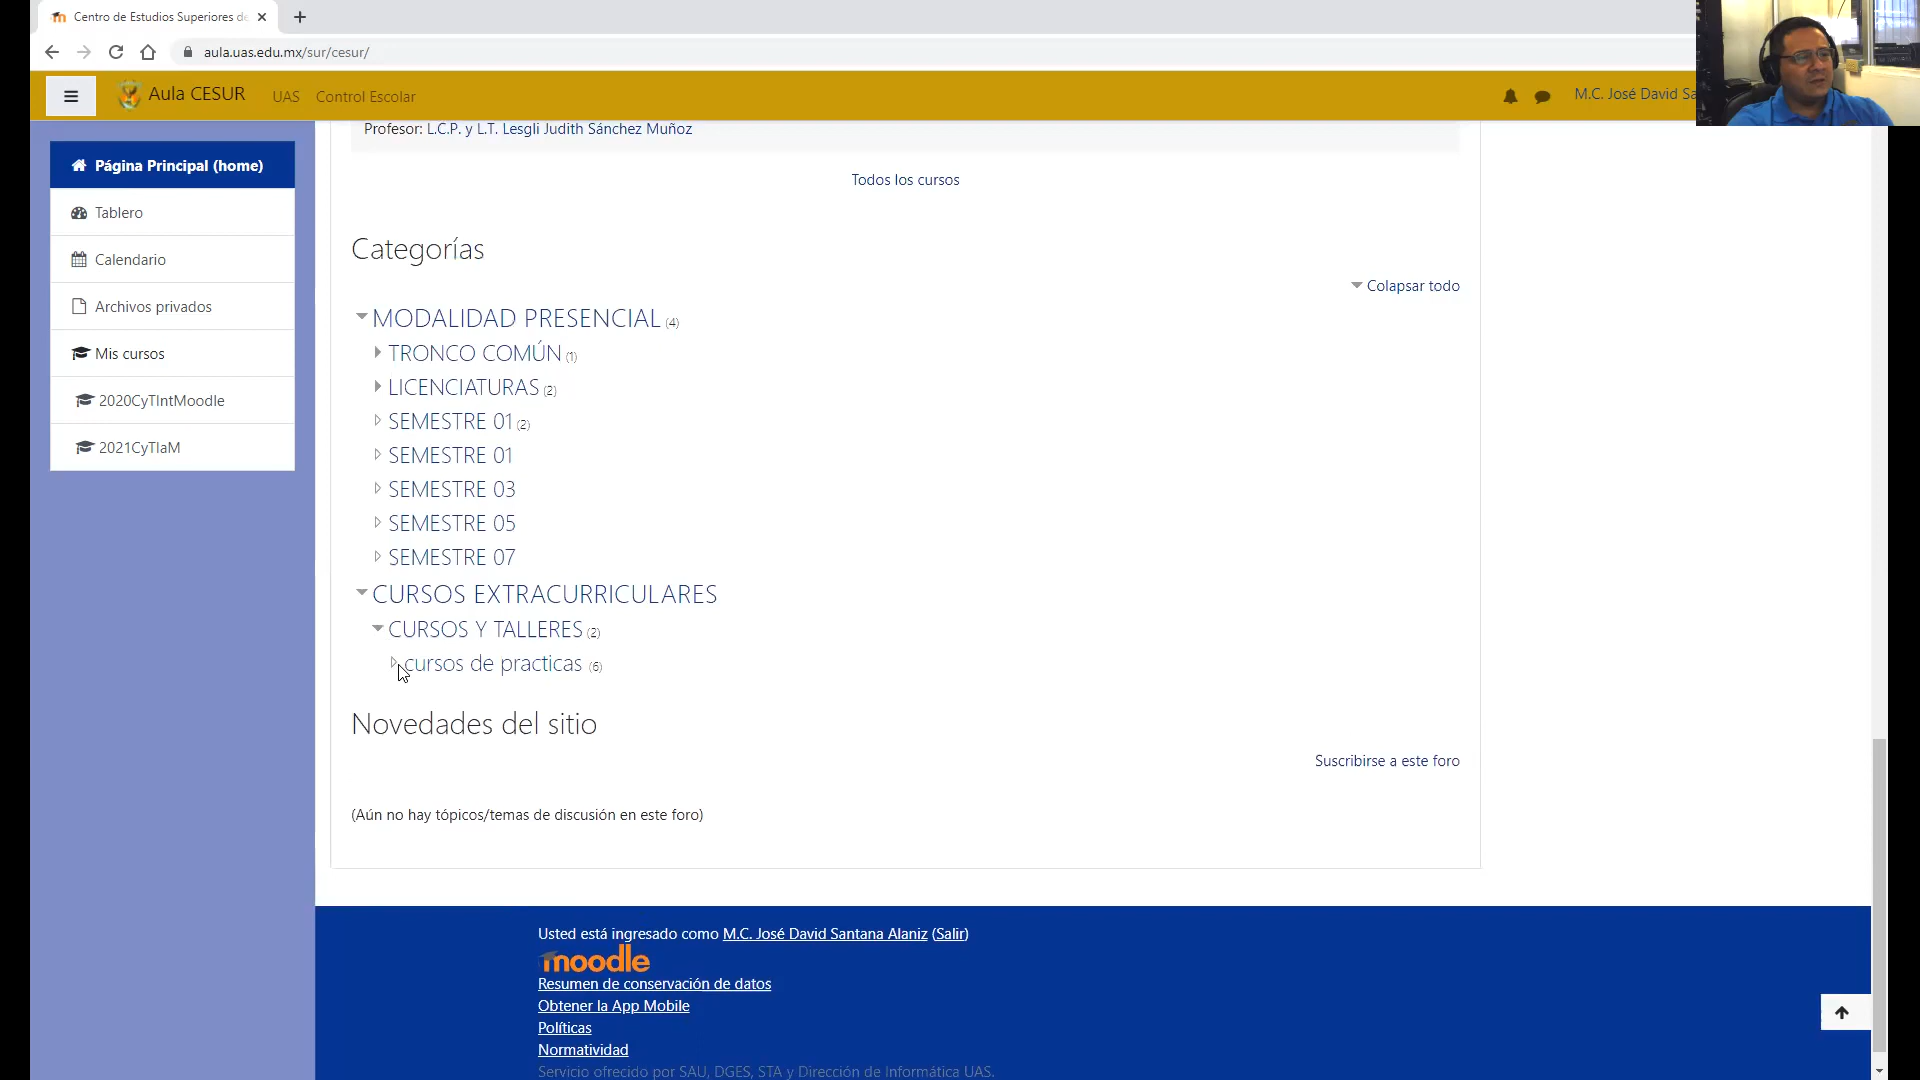 Centro de Estudios Superiores de
aula.uas.edu.mx/sur/cesur/
Aula CESUR
UAS
Control Escolar
M.C. José David Sa
Página Principal (home)
Tablero
Calendario
Archivos privados
Mis cursos
2020CyTIntMoodle
2021CyTIaM
Profesor: L.C.P. y L.T. Lesgli Judith Sánchez Muñoz
Todos los cursos
Categorías
Colapsar todo
MODALIDAD PRESENCIAL (4)
TRONCO COMÚN (1)
LICENCIATURAS (2)
SEMESTRE 01 (2)
SEMESTRE 01
SEMESTRE 03
SEMESTRE 05
SEMESTRE 07
CURSOS EXTRACURRICULARES
CURSOS Y TALLERES (2)
cursos de practicas (6)
Novedades del sitio
Suscribirse a este foro
(Aún no hay tópicos/temas de discusión en este foro)
Usted está ingresado como M.C. José David Santana Alaniz (Salir)
moodle
Resumen de conservación de datos
Obtener la App Mobile
Políticas
Normatividad
Servicio ofrecido por SAU, DGES, STA y Dirección de Informática UAS.